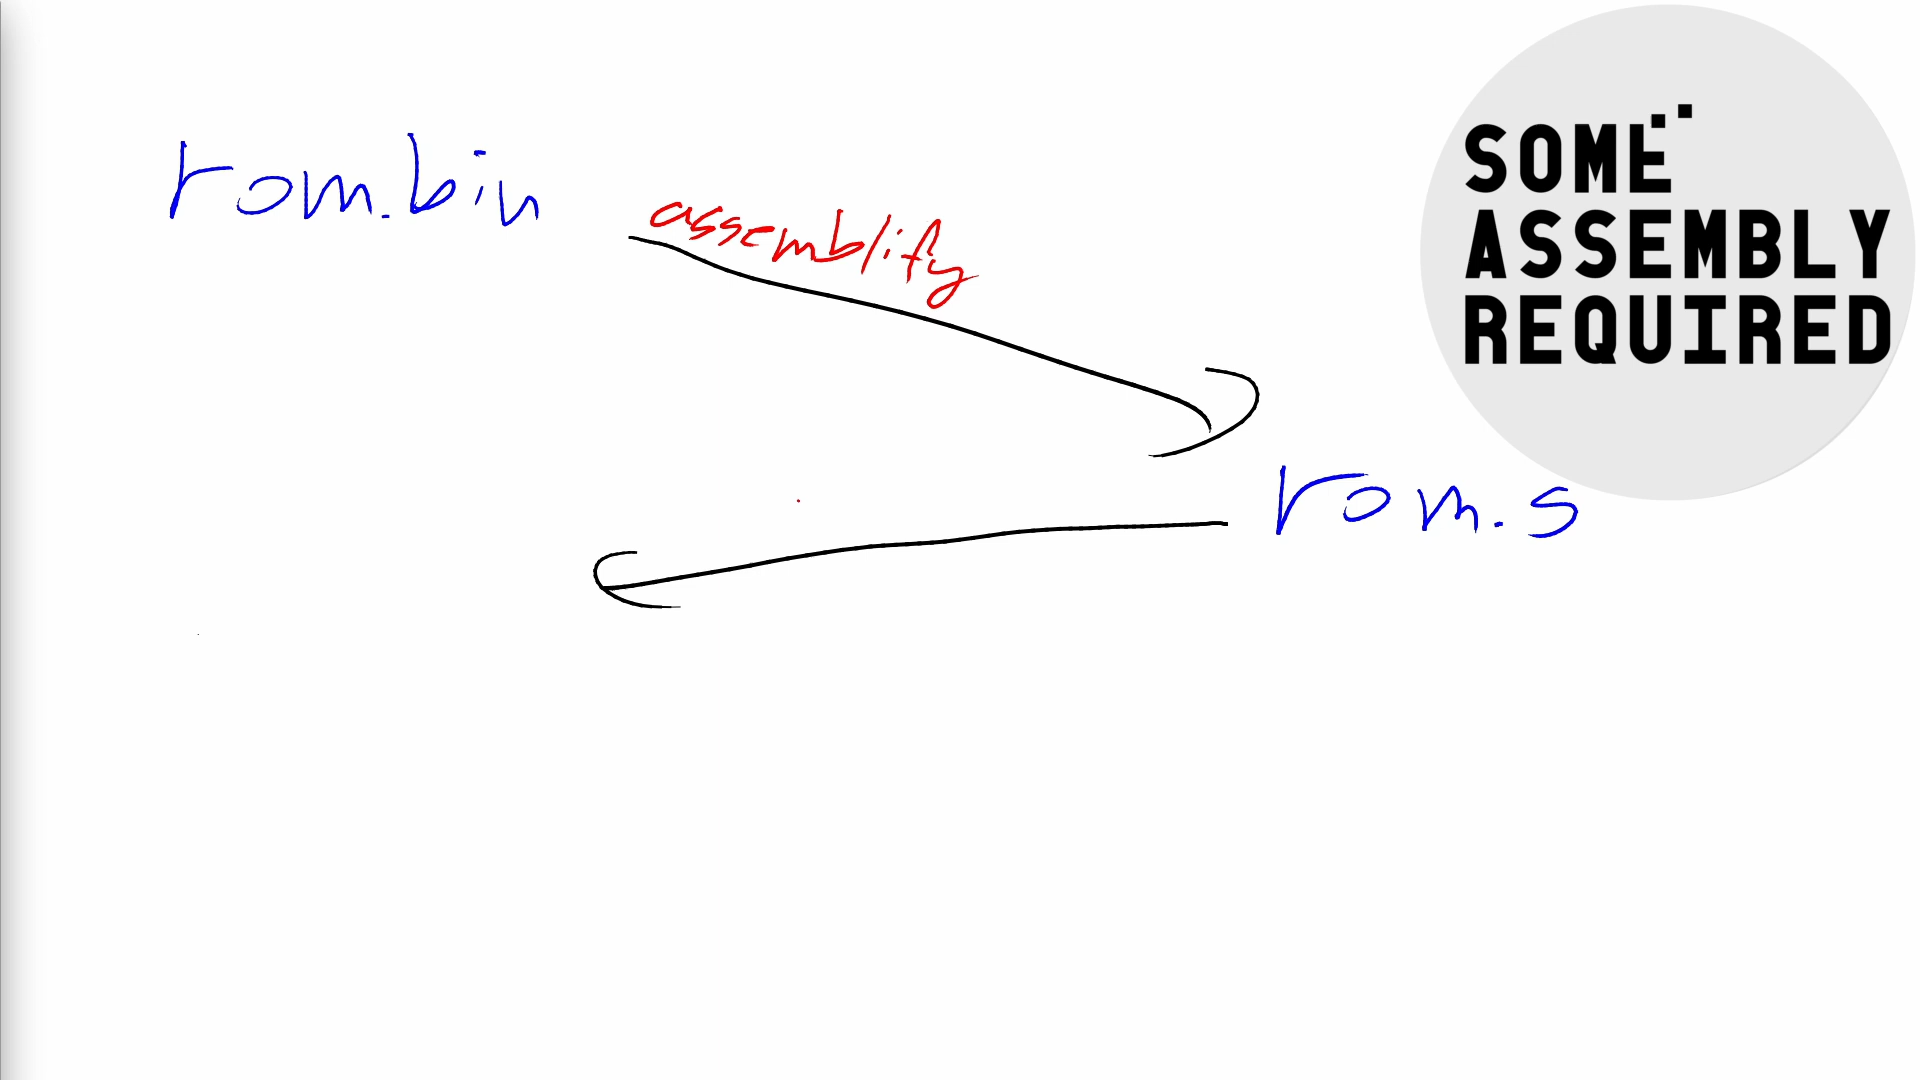 rom.bin
assemblify
rom.s
SOME
ASSEMBLY
REQUIRED